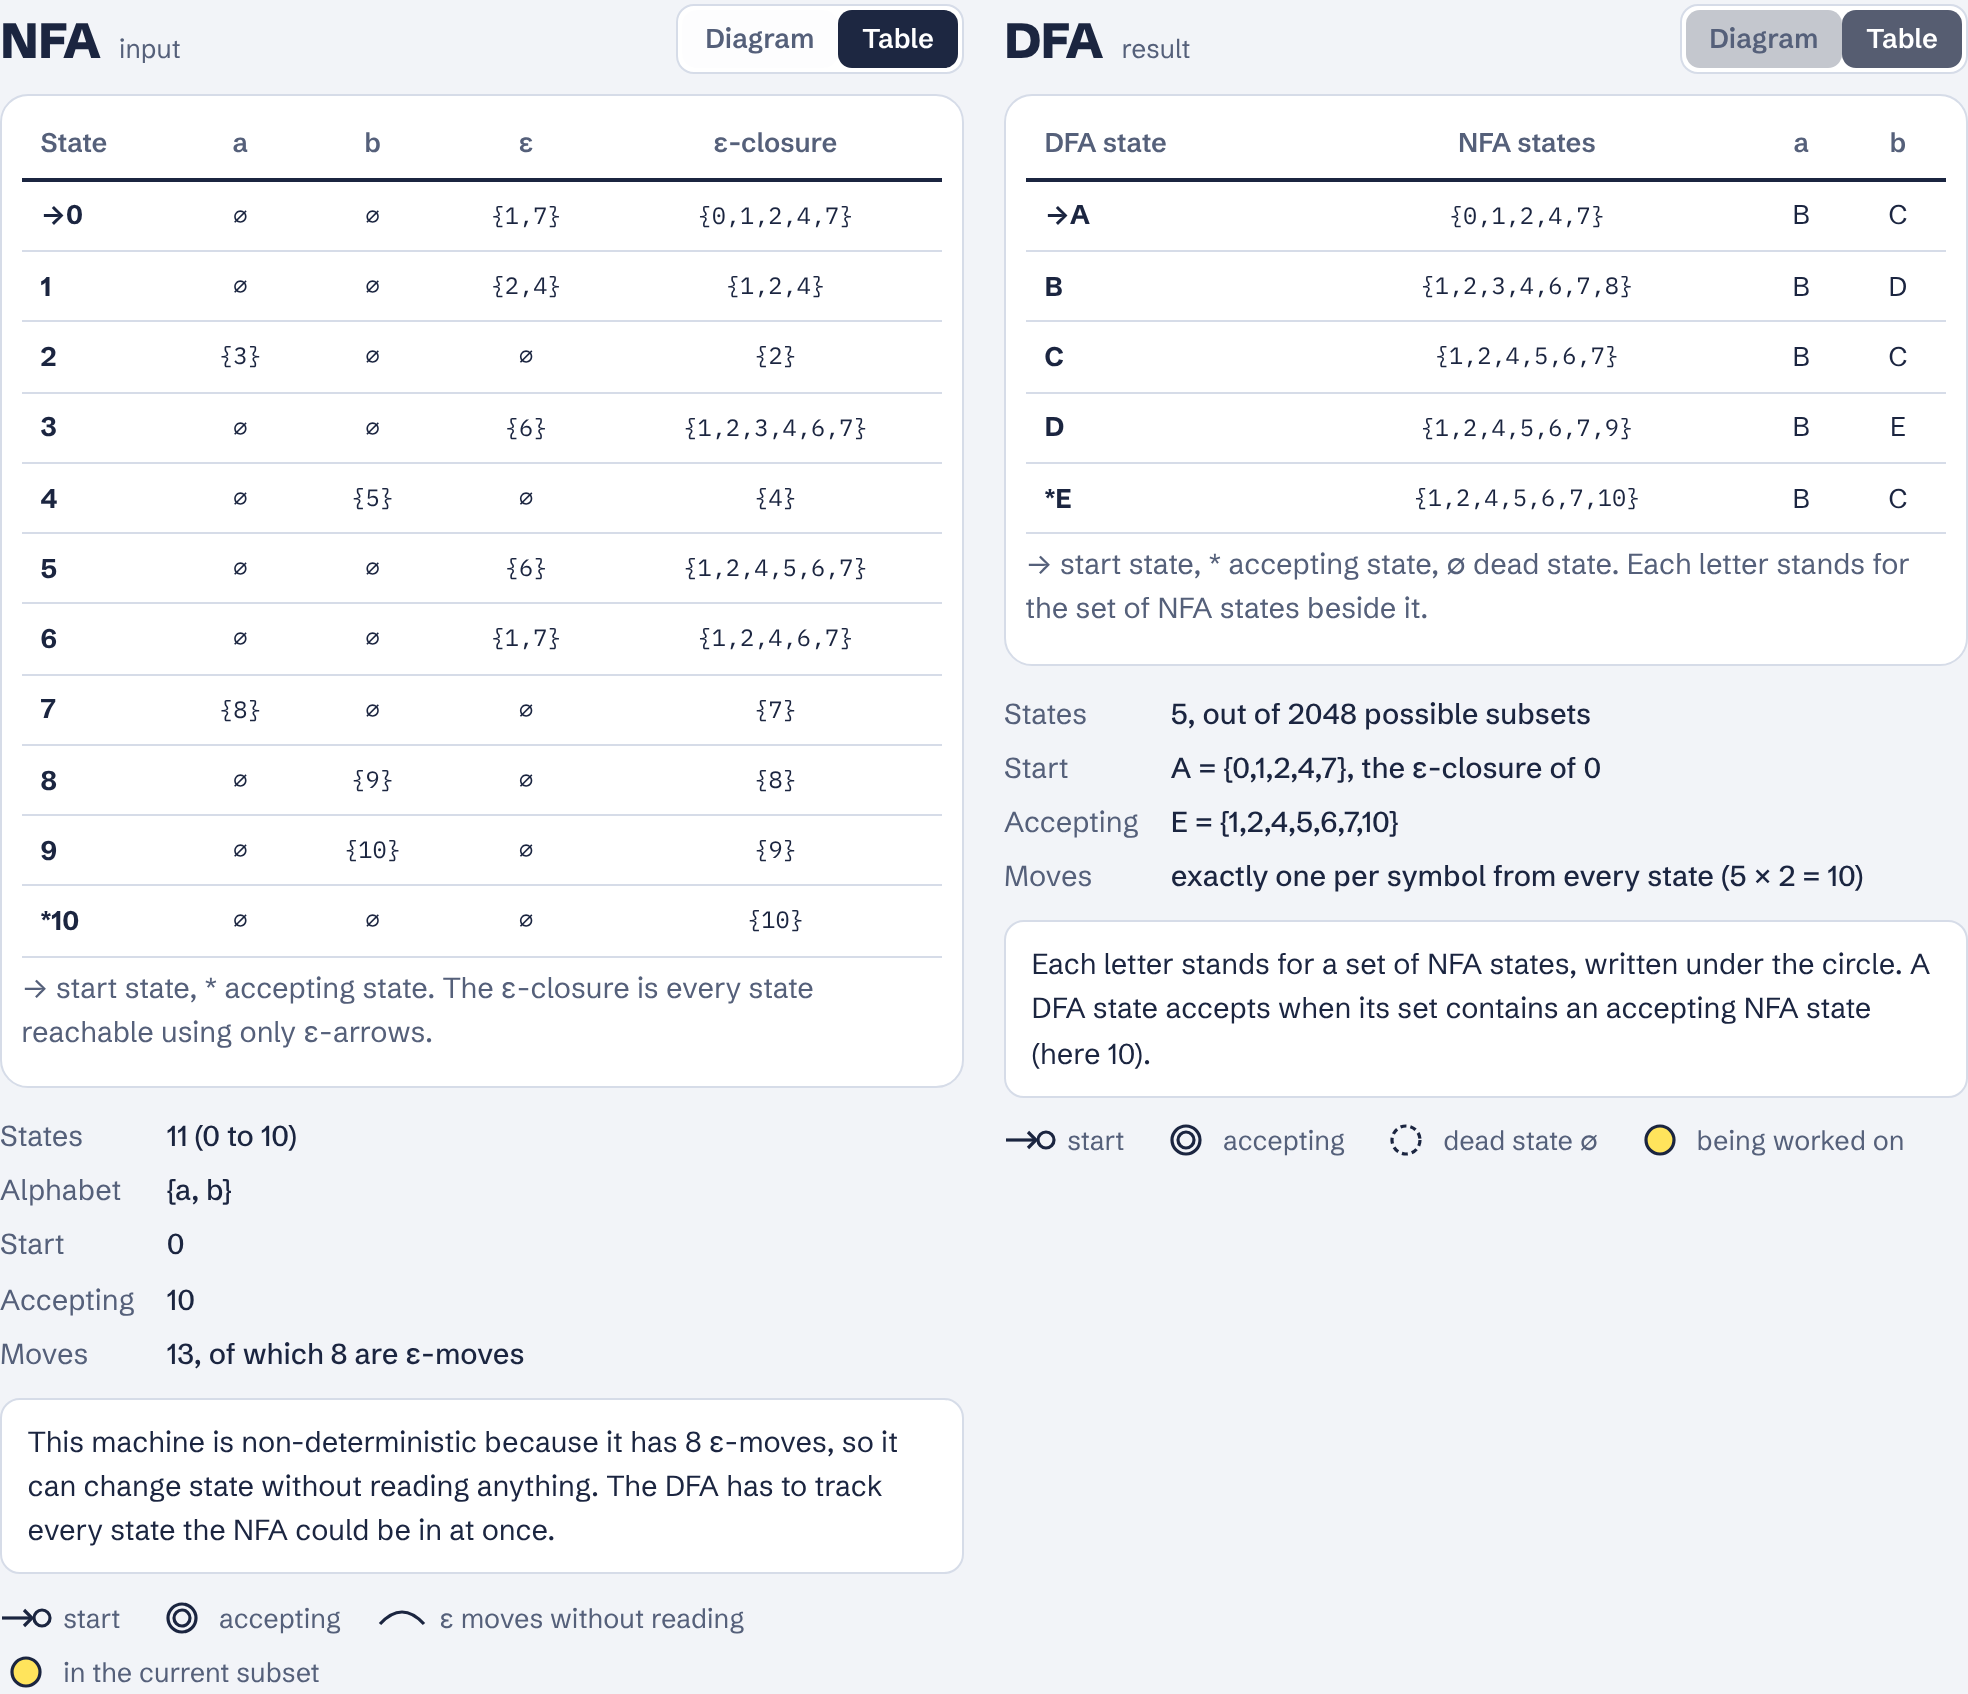 NFA input
Diagram Table
State a b ε ε-closure
→0 ∅ ∅ {1,7} {0,1,2,4,7}
1 ∅ ∅ {2,4} {1,2,4}
2 {3} ∅ ∅ {2}
3 ∅ ∅ {6} {1,2,3,4,6,7}
4 ∅ {5} ∅ {4}
5 ∅ ∅ {6} {1,2,4,5,6,7}
6 ∅ ∅ {1,7} {1,2,4,6,7}
7 {8} ∅ ∅ {7}
8 ∅ {9} ∅ {8}
9 ∅ {10} ∅ {9}
*10 ∅ ∅ ∅ {10}
→ start state, * accepting state. The ε-closure is every state
reachable using only ε-arrows.
States 11 (0 to 10)
Alphabet {a, b}
Start 0
Accepting 10
Moves 13, of which 8 are ε-moves
This machine is non-deterministic because it has 8 ε-moves, so it
can change state without reading anything. The DFA has to track
every state the NFA could be in at once.
start accepting ε moves without reading
in the current subset
DFA result
Diagram Table
DFA state NFA states a b
→A {0,1,2,4,7} B C
B {1,2,3,4,6,7,8} B D
C {1,2,4,5,6,7} B C
D {1,2,4,5,6,7,9} B E
*E {1,2,4,5,6,7,10} B C
→ start state, * accepting state, ∅ dead state. Each letter stands for
the set of NFA states beside it.
States 5, out of 2048 possible subsets
Start A = {0,1,2,4,7}, the ε-closure of 0
Accepting E = {1,2,4,5,6,7,10}
Moves exactly one per symbol from every state (5 × 2 = 10)
Each letter stands for a set of NFA states, written under the circle. A
DFA state accepts when its set contains an accepting NFA state
(here 10).
start accepting dead state ∅ being worked on